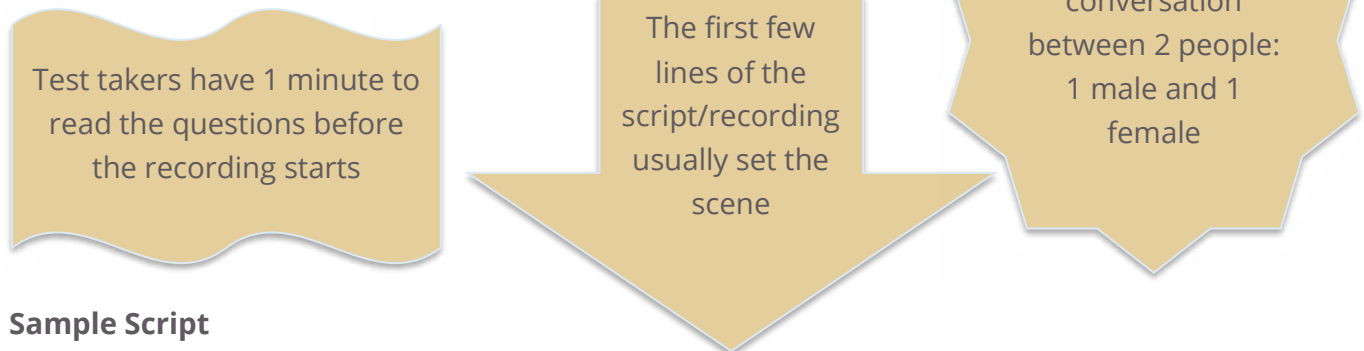 Test takers have 1 minute to
read the questions before
the recording starts
The first few
lines of the
script/recording
usually set the
scene
conversation
between 2 people:
1 male and 1
female
Sample Script